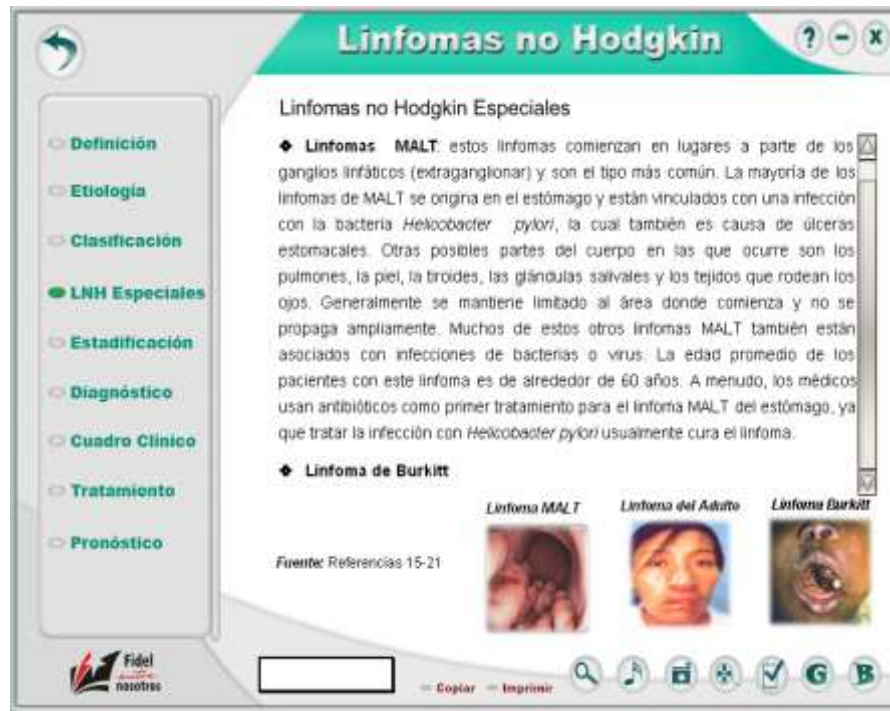 Linfomas no Hodgkin
? – x
Definición
Etiología
Clasificación
LNH Especiales
Estadificación
Diagnóstico
Cuadro Clínico
Tratamiento
Pronóstico
Linfomas no Hodgkin Especiales
❖ Linfomas MALT: estos linfomas comienzan en lugares a parte de los
ganglios linfáticos (extraganglionar) y son el tipo más común. La mayoría de los
linfomas de MALT se origina en el estómago y están vinculados con una infección
con la bacteria Helicobacter pylori, la cual también es causa de úlceras
estomacales. Otras posibles partes del cuerpo en las que ocurre son los
pulmones, la piel, la tiroides, las glándulas salivales y los tejidos que rodean los
ojos. Generalmente se mantiene limitado al área donde comienza y no se
propaga ampliamente. Muchos de estos otros linfomas MALT también están
asociados con infecciones de bacterias o virus. La edad promedio de los
pacientes con este linfoma es de alrededor de 60 años. A menudo, los médicos
usan antibióticos como primer tratamiento para el linfoma MALT del estómago, ya
que tratar la infección con Helicobacter pylori usualmente cura el linfoma.
❖ Linfoma de Burkitt
Linfoma MALT
Linfoma del Adulto
Linfoma Burkitt
Fuente: Referencias 15-21
Fidel
entre
nosotros
Copiar
Imprimir
G
B